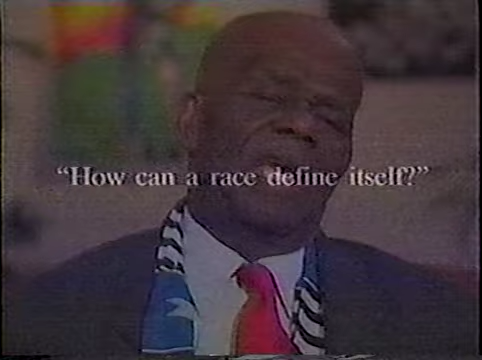 “How can a race define itself?”